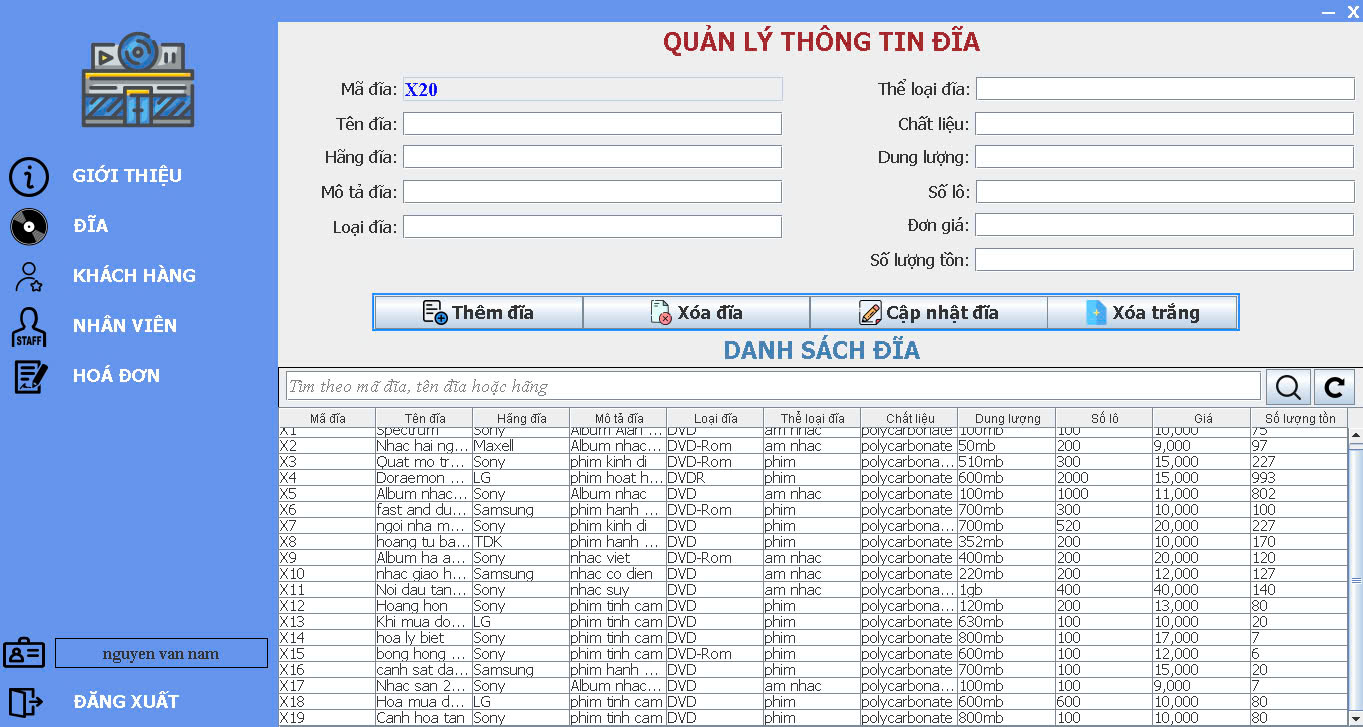 X
QUẢN LÝ THÔNG TIN ĐĨA
Mã đĩa: X20 Thể loại đĩa:
Tên đĩa: Chất liệu:
Hãng đĩa: Dung lượng:
Mô tả đĩa: Số lô:
Loại đĩa: Đơn giá:
Số lượng tồn:
GIỚI THIỆU
ĐĨA
KHÁCH HÀNG
STAFF NHÂN VIÊN
HOÁ ĐƠN
nguyen van nam
ĐĂNG XUẤT
Thêm đĩa Xóa đĩa Cập nhật đĩa Xóa trắng
DANH SÁCH ĐĨA
Tìm theo mã đĩa, tên đĩa hoặc hãng
Mã đĩa Tên đĩa Hãng đĩa Mô tả đĩa Loại đĩa Thể loại đĩa Chất liệu Dung lượng Số lô Giá Số lượng tồn
X1 Spectrum Sony Album Alan ... DVD am nhac polycarbonate 100mb 100 10,000 75
X2 Nhac hai ng... Maxell Album nhac... DVD-Rom am nhac polycarbonate 50mb 200 9,000 97
X3 Quat mo tr... Sony phim kinh di DVD-Rom phim polycarbona... 510mb 300 15,000 227
X4 Doraemon ... LG phim hoat h... DVDR phim polycarbonate 600mb 2000 15,000 993
X5 Album nhac... Sony Album nhac DVD am nhac polycarbonate 100mb 1000 11,000 802
X6 fast and du... Samsung phim hanh ... DVD-Rom phim polycarbonate 700mb 300 10,000 100
X7 ngoi nha m... Sony phim kinh di DVD phim polycarbona... 700mb 520 20,000 227
X8 hoang tu ba... TDK phim hanh ... DVD phim polycarbonate 352mb 200 10,000 170
X9 Album ha a... Sony nhac viet DVD-Rom am nhac polycarbonate 400mb 200 20,000 120
X10 nhac giao h... Samsung nhac co dien DVD am nhac polycarbonate 220mb 200 12,000 127
X11 Noi dau tan... Sony nhac suy DVD am nhac polycarbona... 1gb 400 40,000 140
X12 Hoang hon Sony phim tinh cam DVD phim polycarbona... 120mb 200 13,000 80
X13 Khi mua do... LG phim tinh cam DVD phim polycarbona... 630mb 100 10,000 20
X14 hoa ly biet Sony phim tinh cam DVD phim polycarbona... 800mb 100 17,000 7
X15 bong hong ... Sony phim tinh cam DVD-Rom phim polycarbonate 600mb 100 12,000 6
X16 canh sat da... Samsung phim hanh ... DVD phim polycarbonate 700mb 100 15,000 20
X17 Nhac san 2... Sony Album nhac... DVD am nhac polycarbona... 100mb 100 9,000 7
X18 Hoa mua d... LG phim tinh cam DVD phim polycarbonate 600mb 600 10,000 80
X19 Canh hoa tan Sony phim tinh cam DVD phim polycarbona... 800mb 100 10,000 80